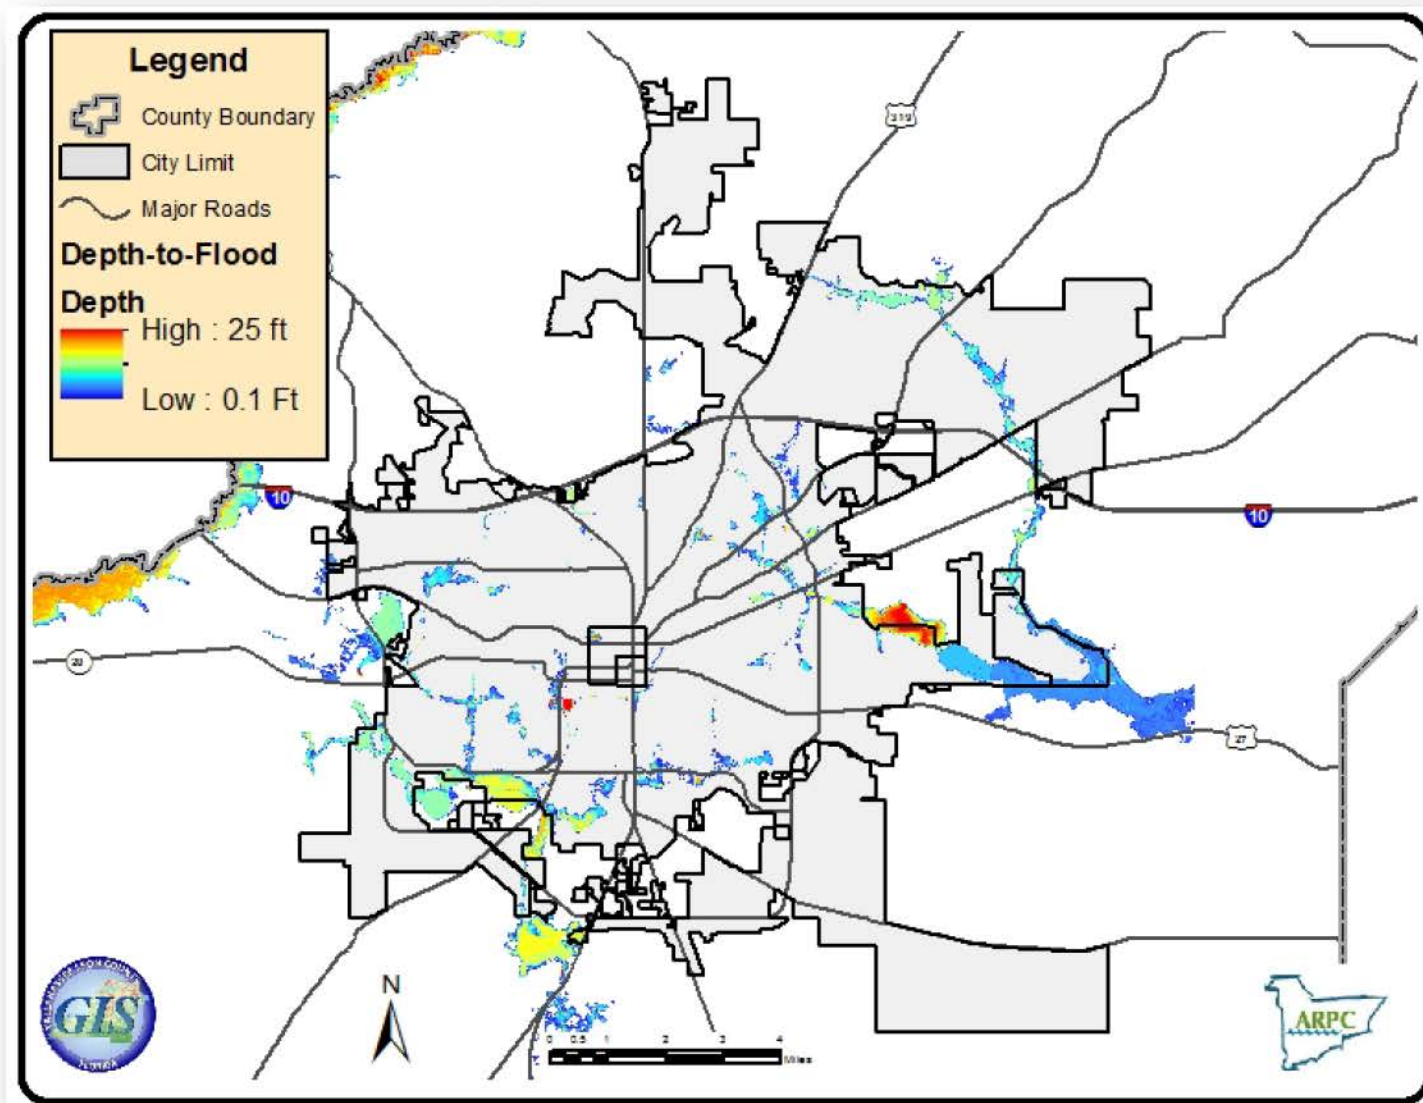 Legend
County Boundary
City Limit
Major Roads
Depth-to-Flood
Depth
High : 25 ft
Low : 0.1 Ft
319
10
10
20
27
GIS
N
0 0.5 1 2 3 4
Miles
ARPC